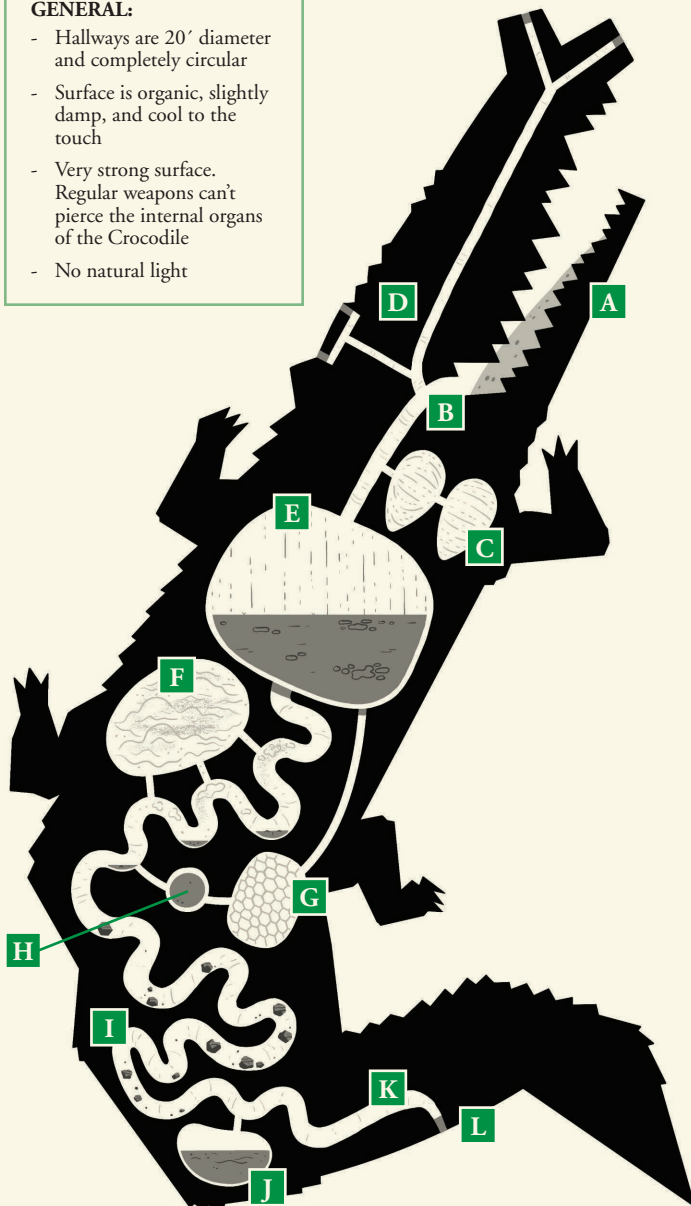 GENERAL:
- Hallways are 20´ diameter
and completely circular
- Surface is organic, slightly
damp, and cool to the
touch
- Very strong surface.
Regular weapons can’t
pierce the internal organs
of the Crocodile
- No natural light
D
A
B
E
C
F
G
H
I
K
L
J